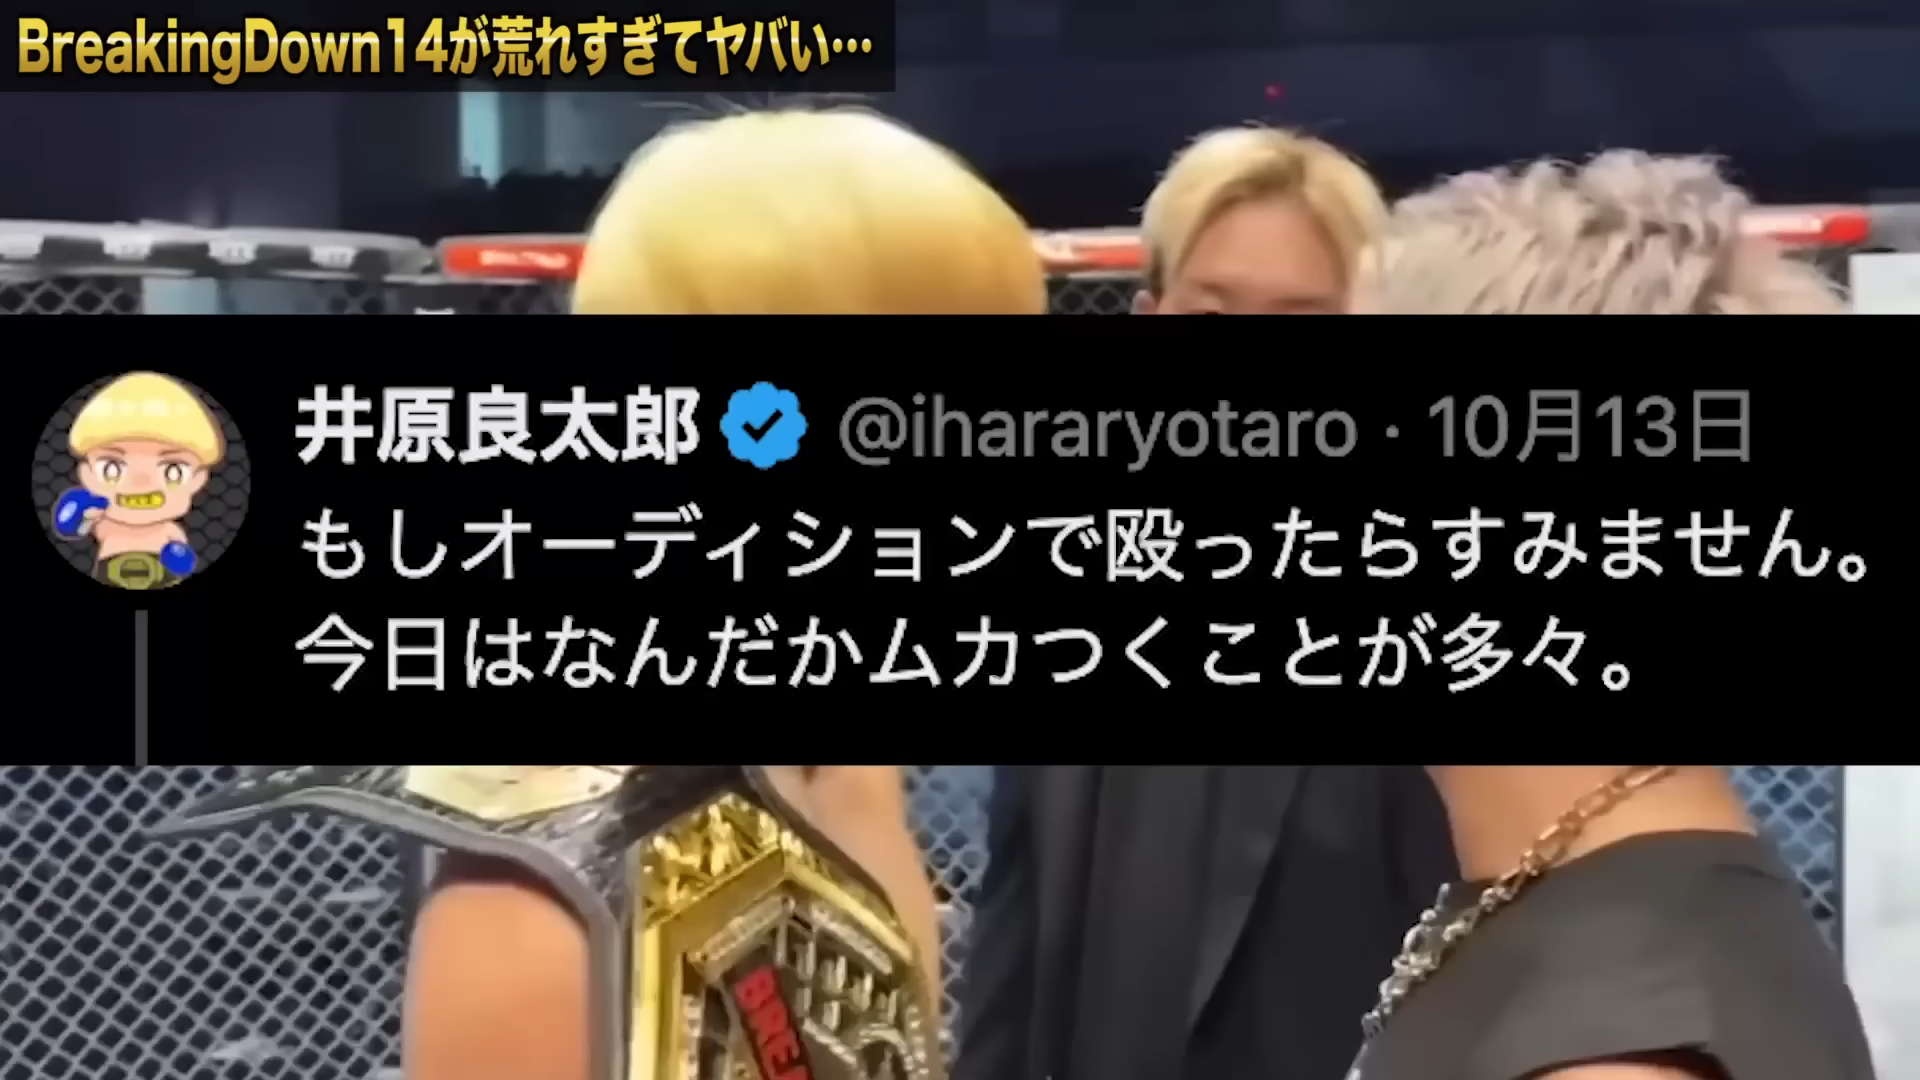 BreakingDown14が荒れすぎてヤバい…
井原良太郎 @ihararyotaro · 10月13日
もしオーディションで殴ったらすみません。
今日はなんだかムカつくことが多々。
BREA